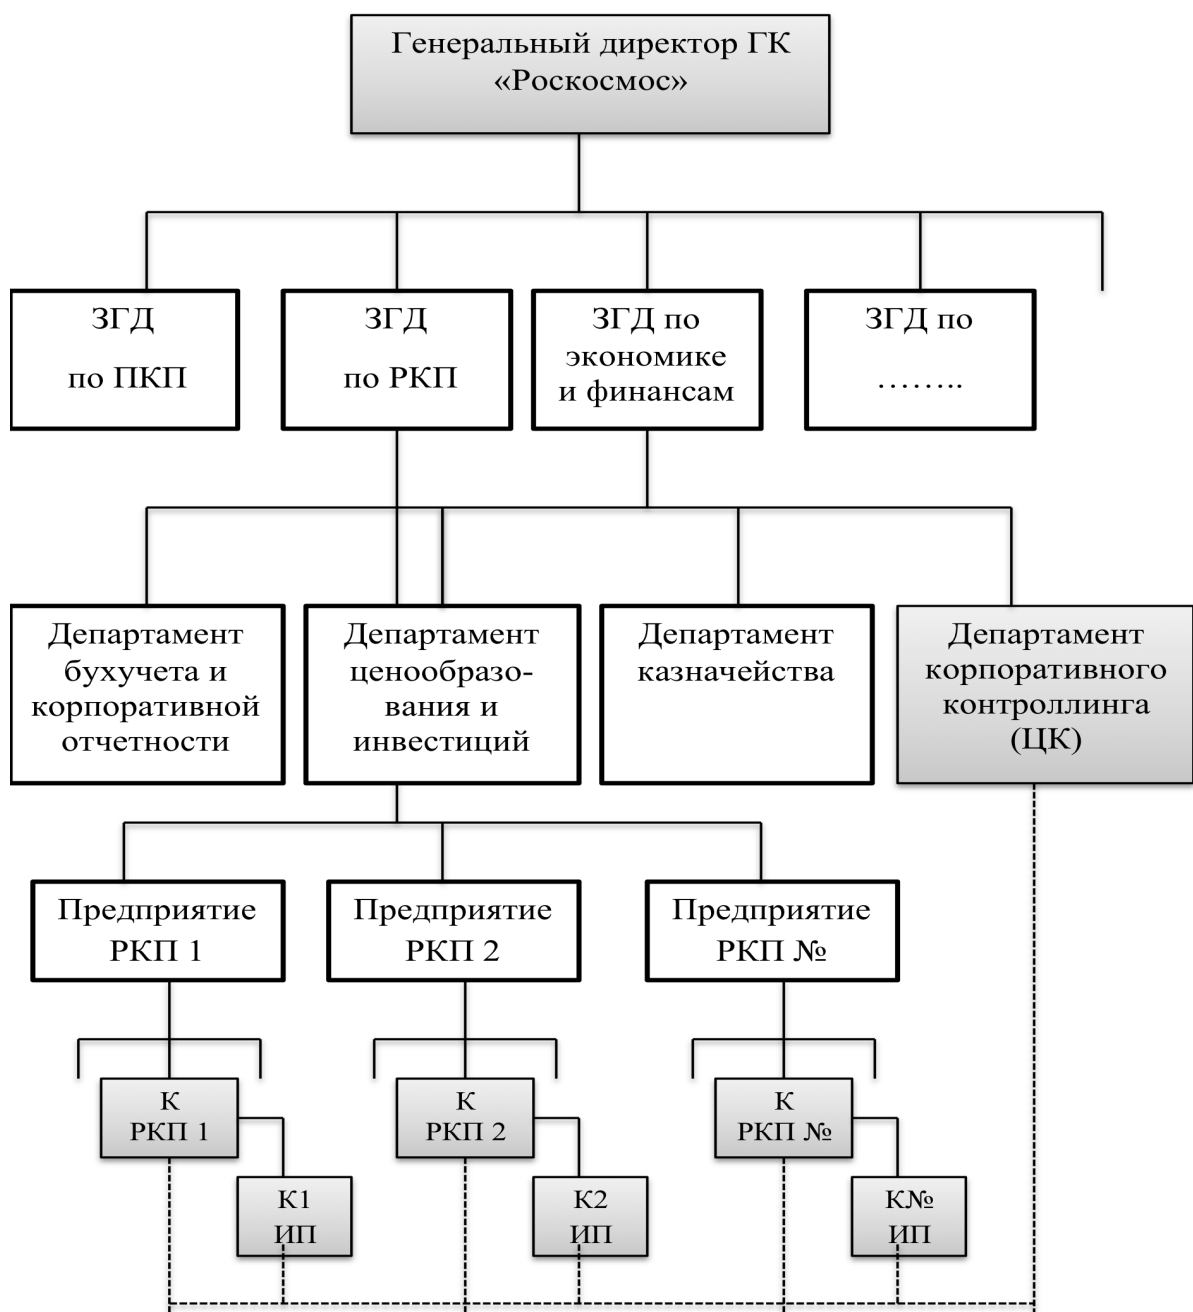 Генеральный директор ГК
«Роскосмос»
ЗГД
по ПКП
ЗГД
по РКП
ЗГД по
экономике
и финансам
ЗГД по
……..
Департамент
бухучета и
корпоративной
отчетности
Департамент
ценообразо-
вания и
инвестиций
Департамент
казначейства
Департамент
корпоративного
контроллинга
(ЦК)
Предприятие
РКП 1
Предприятие
РКП 2
Предприятие
РКП №
К
РКП 1
К
РКП 2
К
РКП №
К1
ИП
К2
ИП
К№
ИП